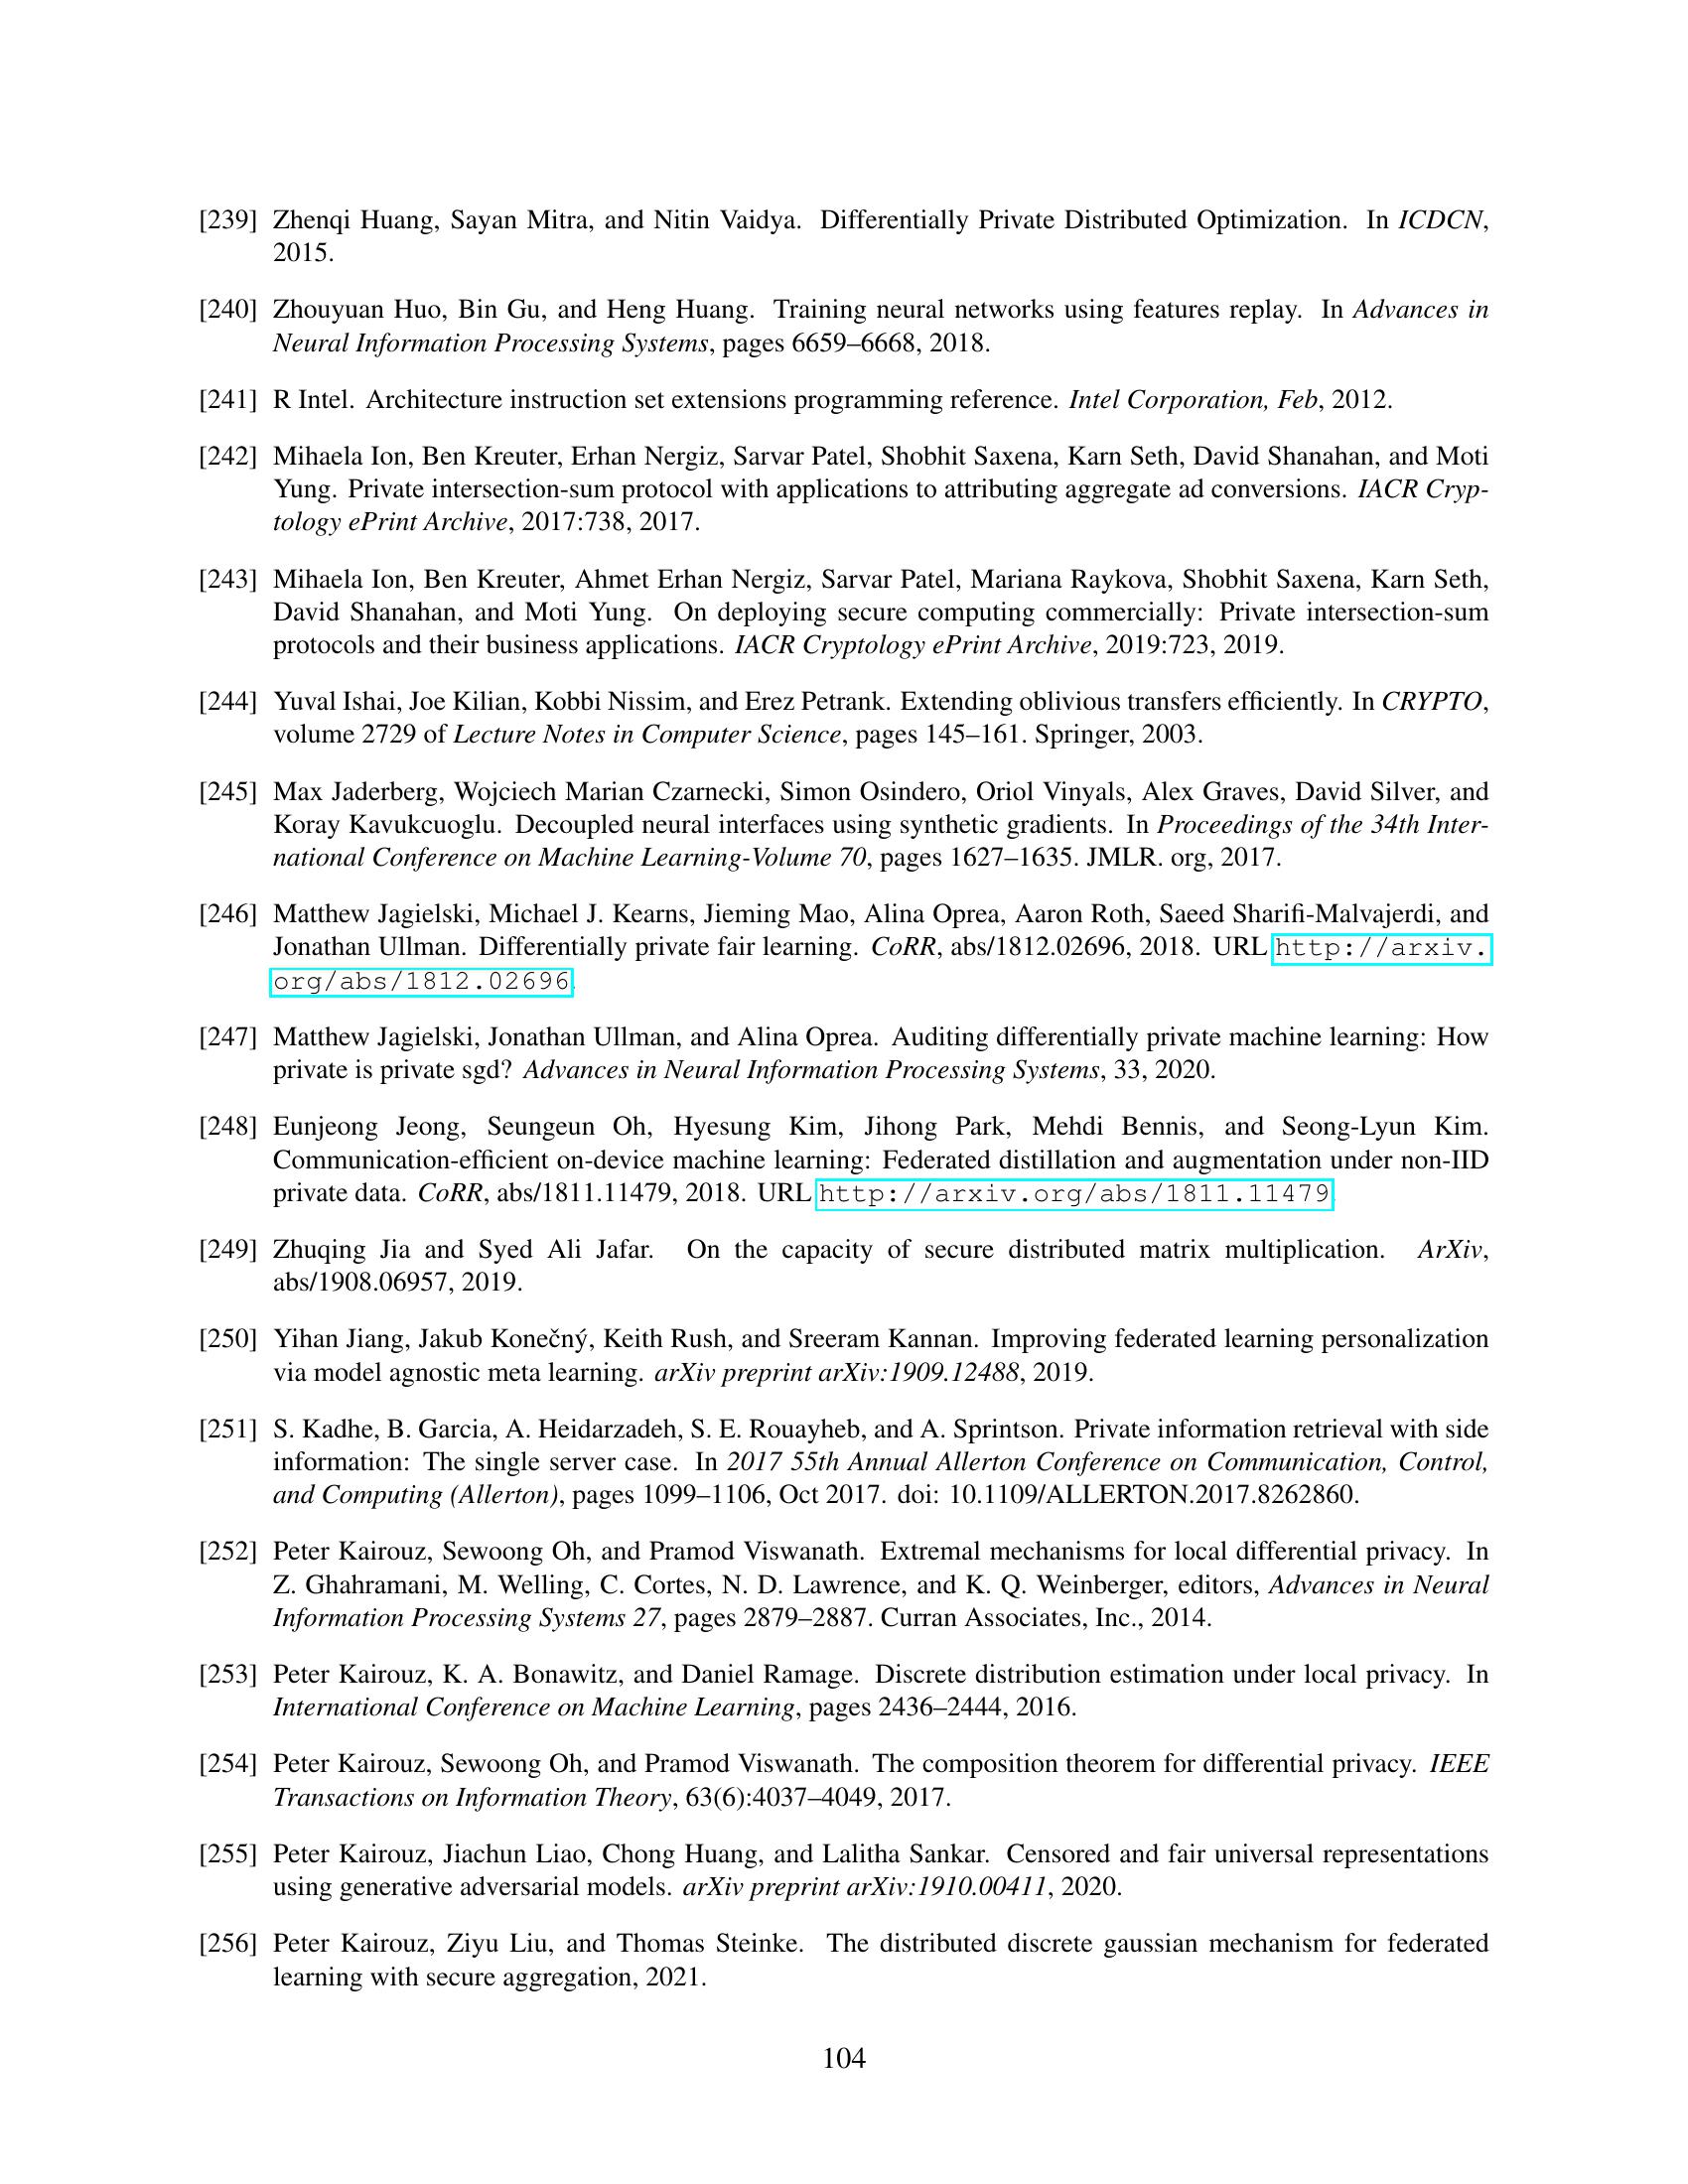 [239] Zhenqi Huang, Sayan Mitra, and Nitin Vaidya. Differentially Private Distributed Optimization. In ICDCN,
2015.
[240] Zhouyuan Huo, Bin Gu, and Heng Huang. Training neural networks using features replay. In Advances in
Neural Information Processing Systems, pages 6659–6668, 2018.
[241] R Intel. Architecture instruction set extensions programming reference. Intel Corporation, Feb, 2012.
[242] Mihaela Ion, Ben Kreuter, Erhan Nergiz, Sarvar Patel, Shobhit Saxena, Karn Seth, David Shanahan, and Moti
Yung. Private intersection-sum protocol with applications to attributing aggregate ad conversions. IACR Cryp-
tology ePrint Archive, 2017:738, 2017.
[243] Mihaela Ion, Ben Kreuter, Ahmet Erhan Nergiz, Sarvar Patel, Mariana Raykova, Shobhit Saxena, Karn Seth,
David Shanahan, and Moti Yung. On deploying secure computing commercially: Private intersection-sum
protocols and their business applications. IACR Cryptology ePrint Archive, 2019:723, 2019.
[244] Yuval Ishai, Joe Kilian, Kobbi Nissim, and Erez Petrank. Extending oblivious transfers efficiently. In CRYPTO,
volume 2729 of Lecture Notes in Computer Science, pages 145–161. Springer, 2003.
[245] Max Jaderberg, Wojciech Marian Czarnecki, Simon Osindero, Oriol Vinyals, Alex Graves, David Silver, and
Koray Kavukcuoglu. Decoupled neural interfaces using synthetic gradients. In Proceedings of the 34th Inter-
national Conference on Machine Learning-Volume 70, pages 1627–1635. JMLR. org, 2017.
[246] Matthew Jagielski, Michael J. Kearns, Jieming Mao, Alina Oprea, Aaron Roth, Saeed Sharifi-Malvajerdi, and
Jonathan Ullman. Differentially private fair learning. CoRR, abs/1812.02696, 2018. URL http://arxiv.
org/abs/1812.02696.
[247] Matthew Jagielski, Jonathan Ullman, and Alina Oprea. Auditing differentially private machine learning: How
private is private sgd? Advances in Neural Information Processing Systems, 33, 2020.
[248] Eunjeong Jeong, Seungeun Oh, Hyesung Kim, Jihong Park, Mehdi Bennis, and Seong-Lyun Kim.
Communication-efficient on-device machine learning: Federated distillation and augmentation under non-IID
private data. CoRR, abs/1811.11479, 2018. URL http://arxiv.org/abs/1811.11479.
[249] Zhuqing Jia and Syed Ali Jafar. On the capacity of secure distributed matrix multiplication. ArXiv,
abs/1908.06957, 2019.
[250] Yihan Jiang, Jakub Konečný, Keith Rush, and Sreeram Kannan. Improving federated learning personalization
via model agnostic meta learning. arXiv preprint arXiv:1909.12488, 2019.
[251] S. Kadhe, B. Garcia, A. Heidarzadeh, S. E. Rouayheb, and A. Sprintson. Private information retrieval with side
information: The single server case. In 2017 55th Annual Allerton Conference on Communication, Control,
and Computing (Allerton), pages 1099–1106, Oct 2017. doi: 10.1109/ALLERTON.2017.8262860.
[252] Peter Kairouz, Sewoong Oh, and Pramod Viswanath. Extremal mechanisms for local differential privacy. In
Z. Ghahramani, M. Welling, C. Cortes, N. D. Lawrence, and K. Q. Weinberger, editors, Advances in Neural
Information Processing Systems 27, pages 2879–2887. Curran Associates, Inc., 2014.
[253] Peter Kairouz, K. A. Bonawitz, and Daniel Ramage. Discrete distribution estimation under local privacy. In
International Conference on Machine Learning, pages 2436–2444, 2016.
[254] Peter Kairouz, Sewoong Oh, and Pramod Viswanath. The composition theorem for differential privacy. IEEE
Transactions on Information Theory, 63(6):4037–4049, 2017.
[255] Peter Kairouz, Jiachun Liao, Chong Huang, and Lalitha Sankar. Censored and fair universal representations
using generative adversarial models. arXiv preprint arXiv:1910.00411, 2020.
[256] Peter Kairouz, Ziyu Liu, and Thomas Steinke. The distributed discrete gaussian mechanism for federated
learning with secure aggregation, 2021.
104